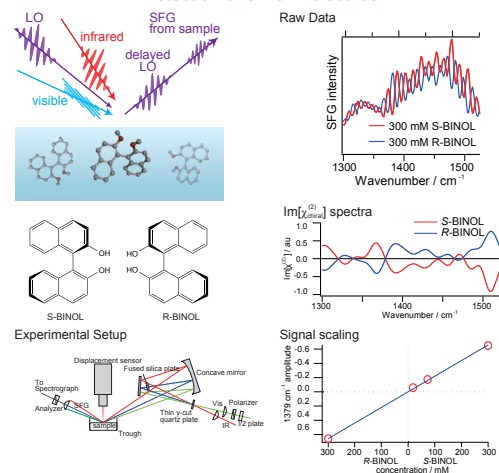 LO
infrared
visible
SFG
from sample
delayed
LO
Raw Data
SFG intensity
300 mM S-BINOL
300 mM R-BINOL
1300
1400
1500
Wavenumber / cm-1
OH
OH
HO
HO
S-BINOL
R-BINOL
Im[χ(2)chiral] spectra
S-BINOL
R-BINOL
Im[χ(2)] / au
1.0
0.5
0.0
-0.5
-1.0
1300
1400
1500
Wavenumber / cm-1
Experimental Setup
Displacement sensor
Fused silica plate
Concave mirror
To
Spectrograph
SFG
Analyzer
sample
Trough
Thin y-cut
quartz plate
Vis
Polarizer
IR
l/2 plate
Signal scaling
1379 cm-1 amplitude
-0.6
-0.4
-0.2
0.0
0.2
0.4
0.6
300
200
100
0
100
200
300
R-BINOL
S-BINOL
concentration / mM